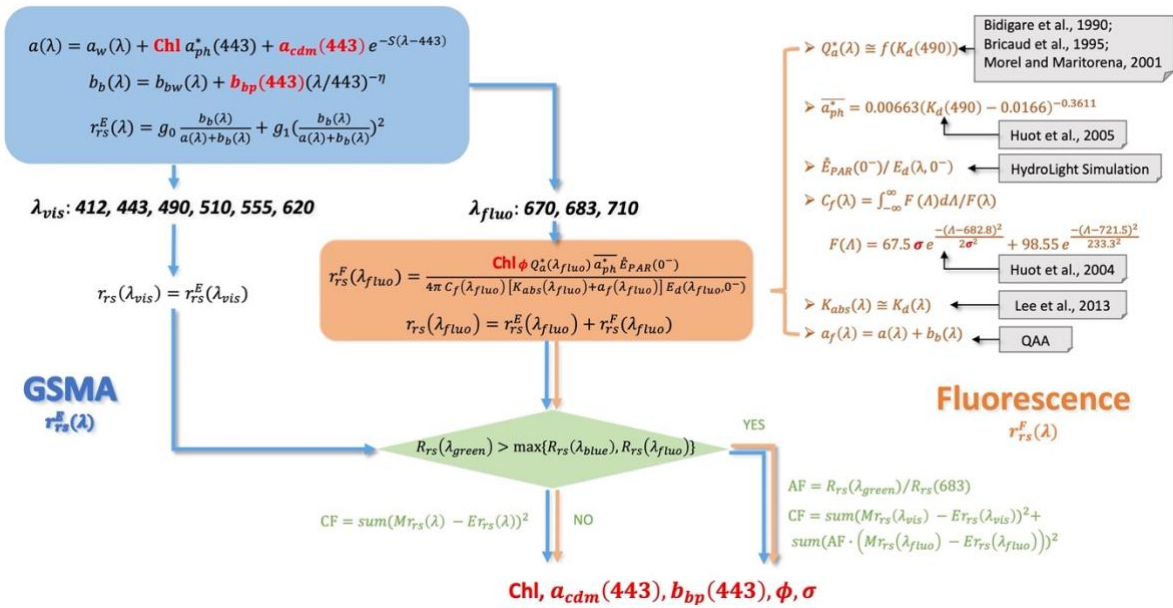 a(λ) = a_w(λ) + Chl a*_ph(443) + a_cdm(443) e^{-S(λ-443)}
b_b(λ) = b_bw(λ) + b_bp(443)(λ/443)^{-η}
r_rs^E(λ) = g_0 b_b(λ)/(a(λ)+b_b(λ)) + g_1(b_b(λ)/(a(λ)+b_b(λ)))^2
λ_vis: 412, 443, 490, 510, 555, 620
λ_fluo: 670, 683, 710
r_rs(λ_vis) = r_rs^E(λ_vis)
r_rs^F(λ_fluo) = Chl ϕ Q*_a(λ_fluo) \overline{a*_ph} Ê_PAR(0^-) / 4π C_f(λ_fluo) [K_abs(λ_fluo)+a_f(λ_fluo)] E_d(λ_fluo,0^-)
r_rs(λ_fluo) = r_rs^E(λ_fluo) + r_rs^F(λ_fluo)
GSMA
r_rs^E(λ)
➢ Q*_a(λ) ≅ f(K_d(490))
Bidigare et al., 1990;
Bricaud et al., 1995;
Morel and Maritorena, 2001
➢ \overline{a*_ph} = 0.00663(K_d(490) − 0.0166)^{−0.3611}
Huot et al., 2005
➢ Ê_PAR(0^-)/ E_d(λ, 0^-)
HydroLight Simulation
➢ C_f(λ) = ∫_{−∞}^{∞} F(Λ)dΛ/F(λ)
F(Λ) = 67.5 σ e^{−(Λ−682.8)^2/2σ^2} + 98.55 e^{−(Λ−721.5)^2/233.3^2}
Huot et al., 2004
➢ K_abs(λ) ≅ K_d(λ)
Lee et al., 2013
➢ a_f(λ) = a(λ) + b_b(λ)
QAA
Fluorescence
r_rs^F(λ)
R_rs(λ_green) > max{R_rs(λ_blue), R_rs(λ_fluo)}
YES
AF = R_rs(λ_green)/R_rs(683)
CF = sum(Mr_rs(λ_vis) − Er_rs(λ_vis))^2+
sum(AF · (Mr_rs(λ_fluo) − Er_rs(λ_fluo)))^2
CF = sum(Mr_rs(λ) − Er_rs(λ))^2
NO
Chl, a_cdm(443), b_bp(443), ϕ, σ